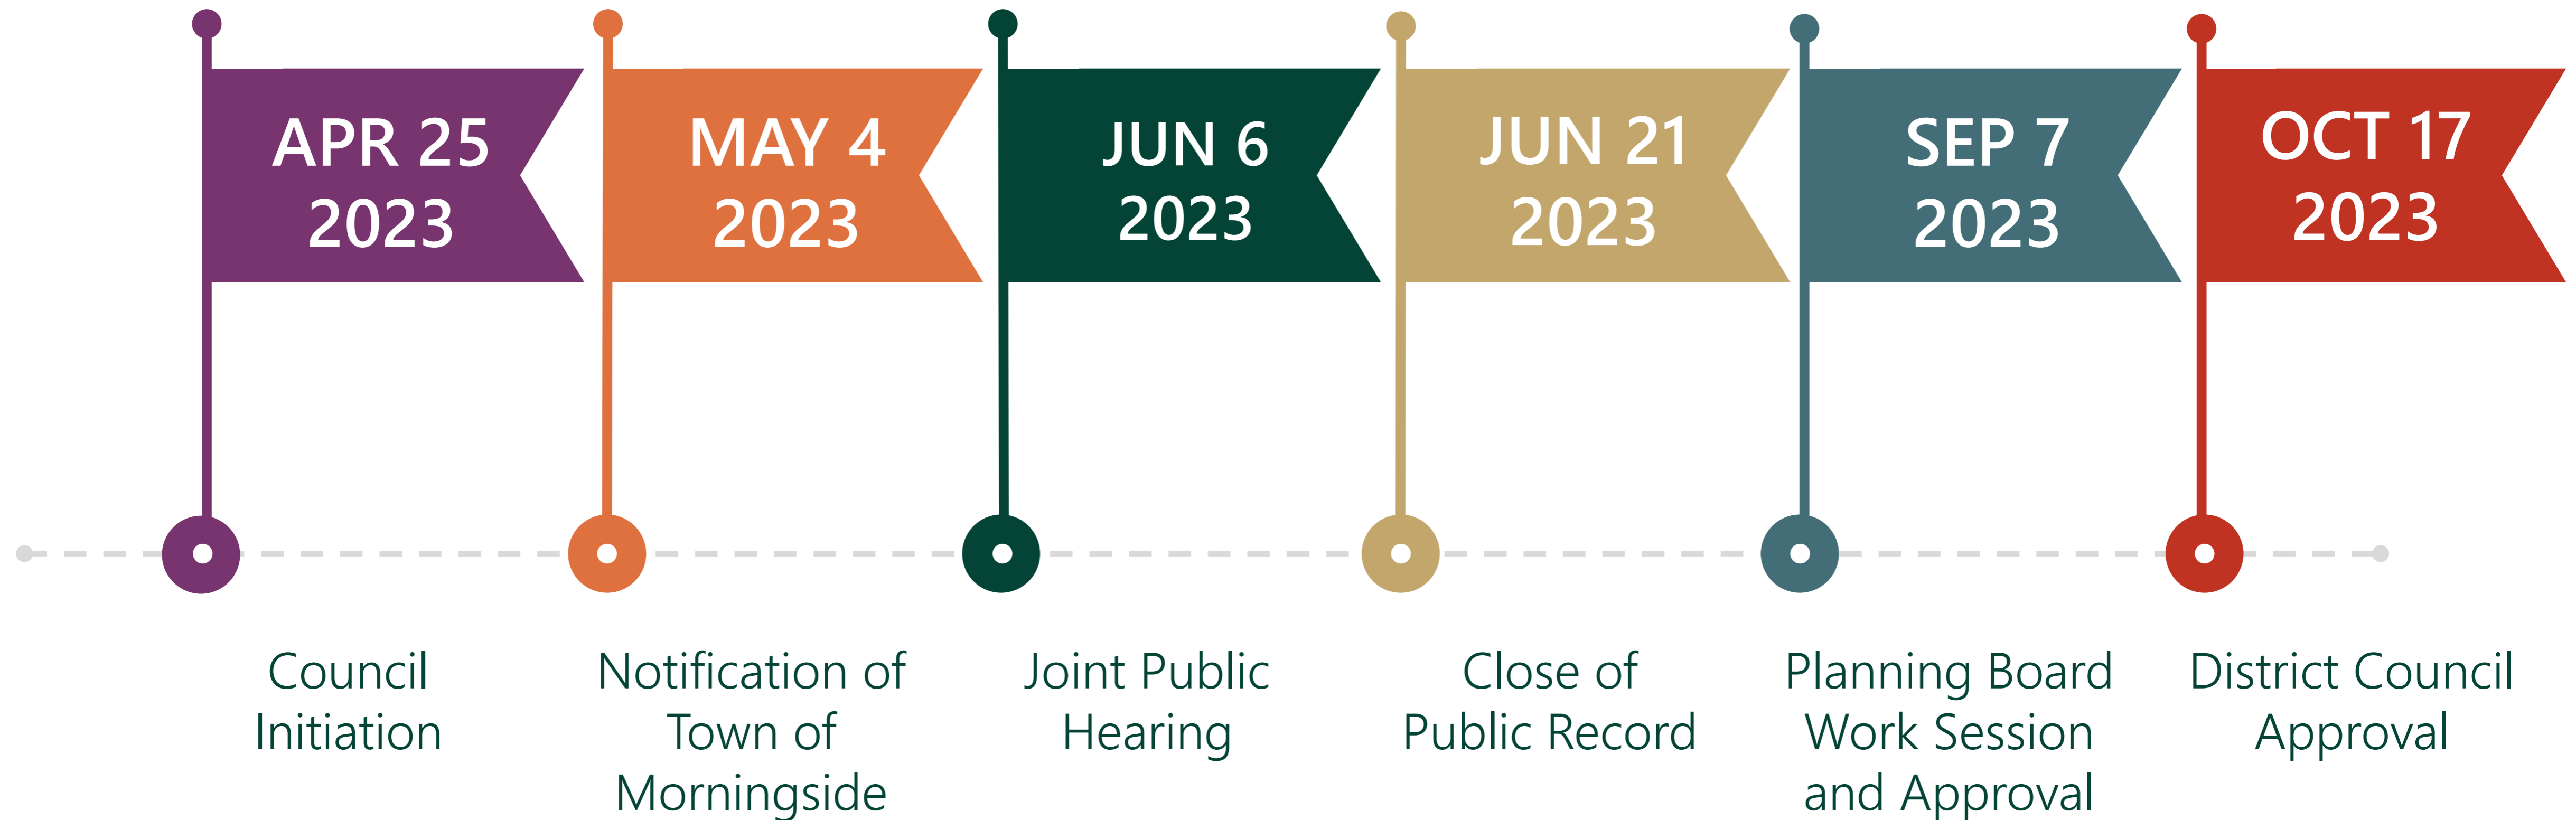 APR 25
2023
MAY 4
2023
JUN 6
2023
JUN 21
2023
SEP 7
2023
OCT 17
2023
Council
Initiation
Notification of
Town of
Morningside
Joint Public
Hearing
Close of
Public Record
Planning Board
Work Session
and Approval
District Council
Approval